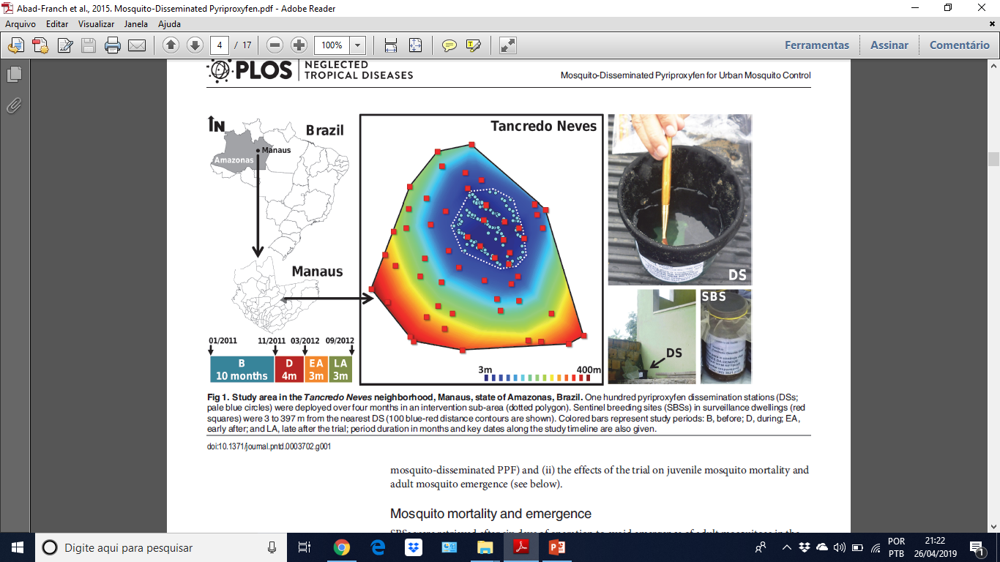 Abad-Franch et al., 2015. Mosquito-Disseminated Pyriproxyfen.pdf - Adobe Reader
Arquivo Editar Visualizar Janela Ajuda
4 / 17 100%
Ferramentas Assinar Comentário
PLOS NEGLECTED
TROPICAL DISEASES
Mosquito-Disseminated Pyriproxyfen for Urban Mosquito Control
N
Brazil
Manaus
Amazonas
Manaus
01/2011 11/2011 03/2012 09/2012
B D EA LA
10 months 4m 3m 3m
Tancredo Neves
3m 400m
DS
DS
SBS
Fig 1. Study area in the Tancredo Neves neighborhood, Manaus, state of Amazonas, Brazil. One hundred pyriproxyfen dissemination stations (DSs;
pale blue circles) were deployed over four months in an intervention sub-area (dotted polygon). Sentinel breeding sites (SBSs) in surveillance dwellings (red
squares) were 3 to 397 m from the nearest DS (100 blue-red distance contours are shown). Colored bars represent study periods: B, before; D, during; EA,
early after; and LA, late after the trial; period duration in months and key dates along the study timeline are also given.
doi:10.1371/journal.pntd.0003702.g001
mosquito-disseminated PPF) and (ii) the effects of the trial on juvenile mosquito mortality and
adult mosquito emergence (see below).
Mosquito mortality and emergence
Digite aqui para pesquisar
POR
PTB
21:22
26/04/2019
1